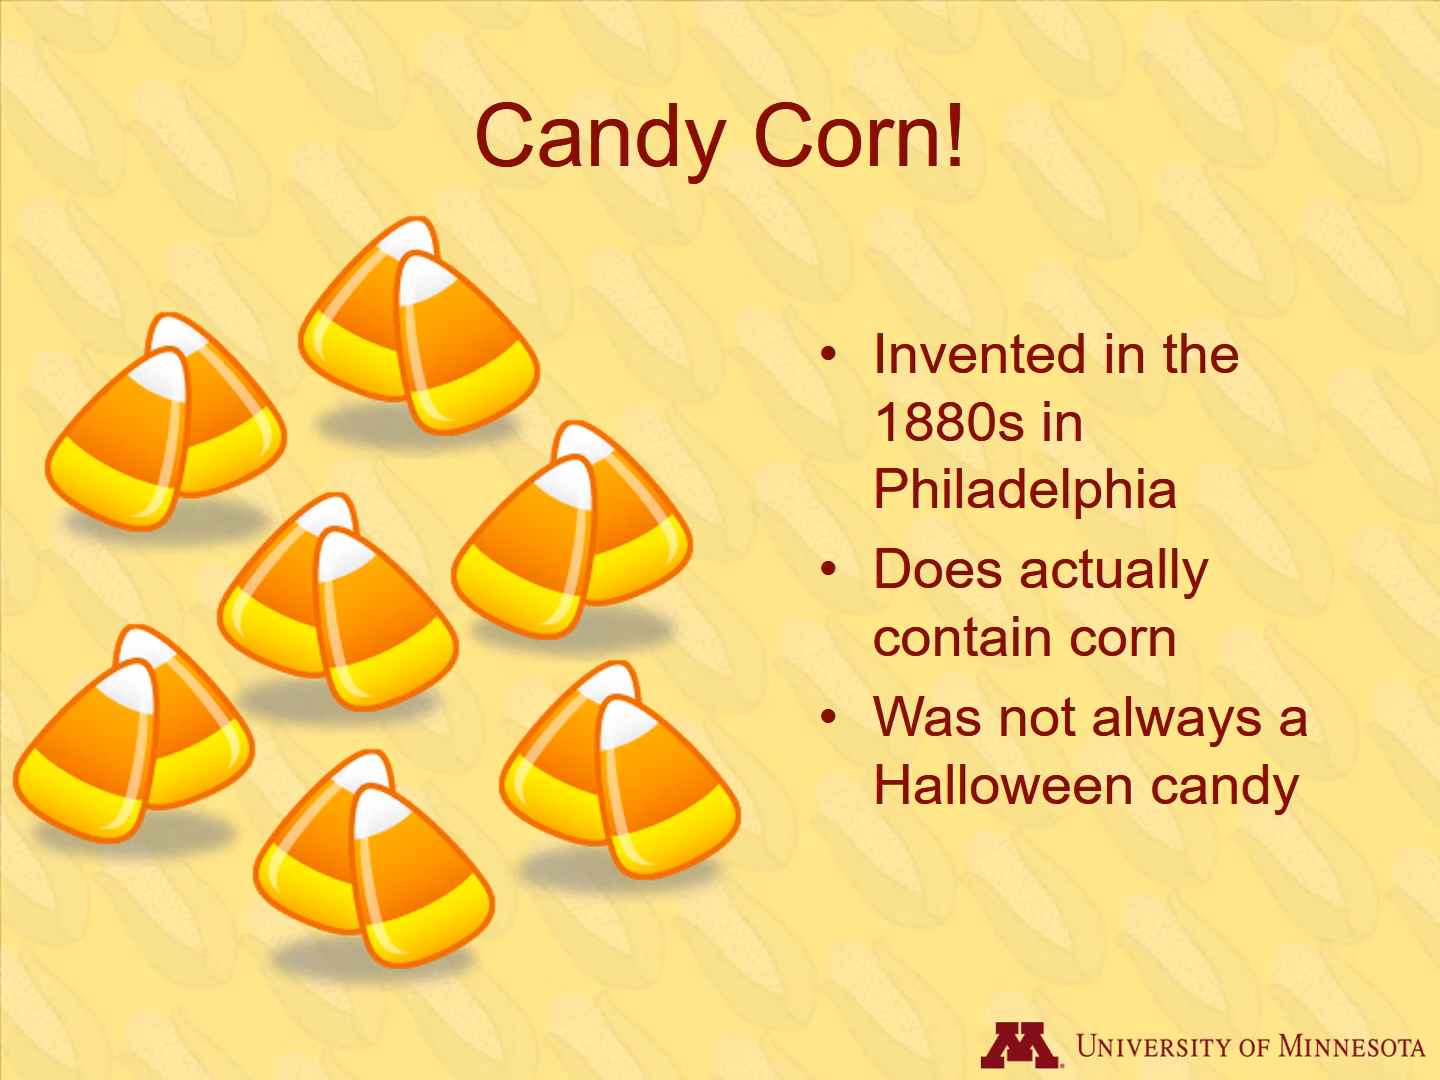 Candy Corn!
• Invented in the
1880s in
Philadelphia
• Does actually
contain corn
• Was not always a
Halloween candy
M UNIVERSITY OF MINNESOTA